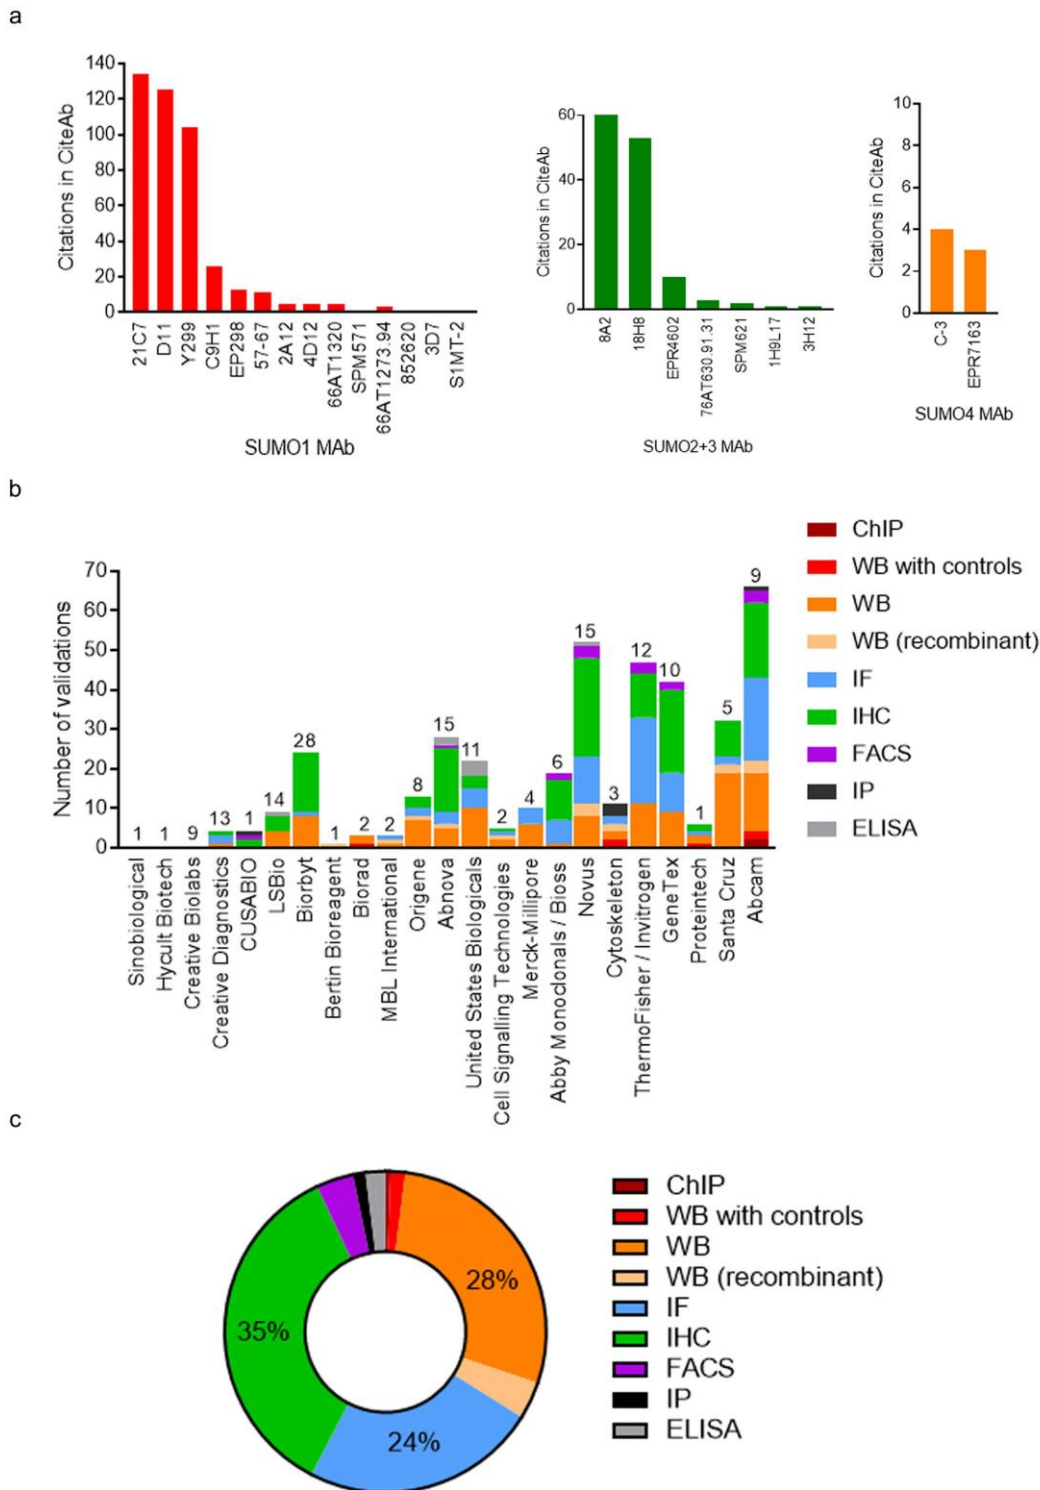 a
Citations in CiteAb
140
120
100
80
60
40
20
0
21C7
D11
Y299
C9H1
EP298
57-67
2A12
4D12
66AT1320
SPM571
66AT1273.94
852620
3D7
S1MT-2
SUMO1 MAb
Citations in CiteAb
60
40
20
0
8A2
18H8
EPR4602
76AT630.91.31
SPM621
1H9L17
3H12
SUMO2+3 MAb
Citations in CiteAb
10
8
6
4
2
0
C-3
EPR7163
SUMO4 MAb
b
Number of validations
70
60
50
40
30
20
10
0
1
1
9
13
1
14
28
1
2
2
8
15
11
2
4
6
15
3
12
10
1
5
9
Sinobiological
Hycult Biotech
Creative Biolabs
Creative Diagnostics
CUSABIO
LSBio
Biorbyt
Bertin Bioreagent
Biorad
MBL International
Origene
Abnova
United States Biologicals
Cell Signalling Technologies
Merck-Millipore
Abby Monoclonals / Bioss
Novus
Cytoskeleton
ThermoFisher / Invitrogen
GeneTex
Proteintech
Santa Cruz
Abcam
ChIP
WB with controls
WB
WB (recombinant)
IF
IHC
FACS
IP
ELISA
c
28%
35%
24%
ChIP
WB with controls
WB
WB (recombinant)
IF
IHC
FACS
IP
ELISA